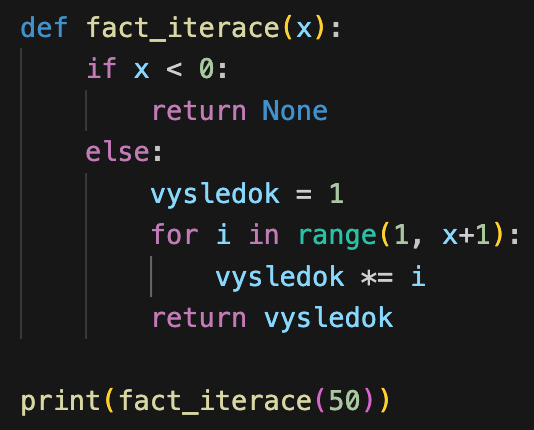 def fact_iterace(x):
    if x < 0:
        return None
    else:
        vysledok = 1
        for i in range(1, x+1):
            vysledok *= i
        return vysledok

print(fact_iterace(50))